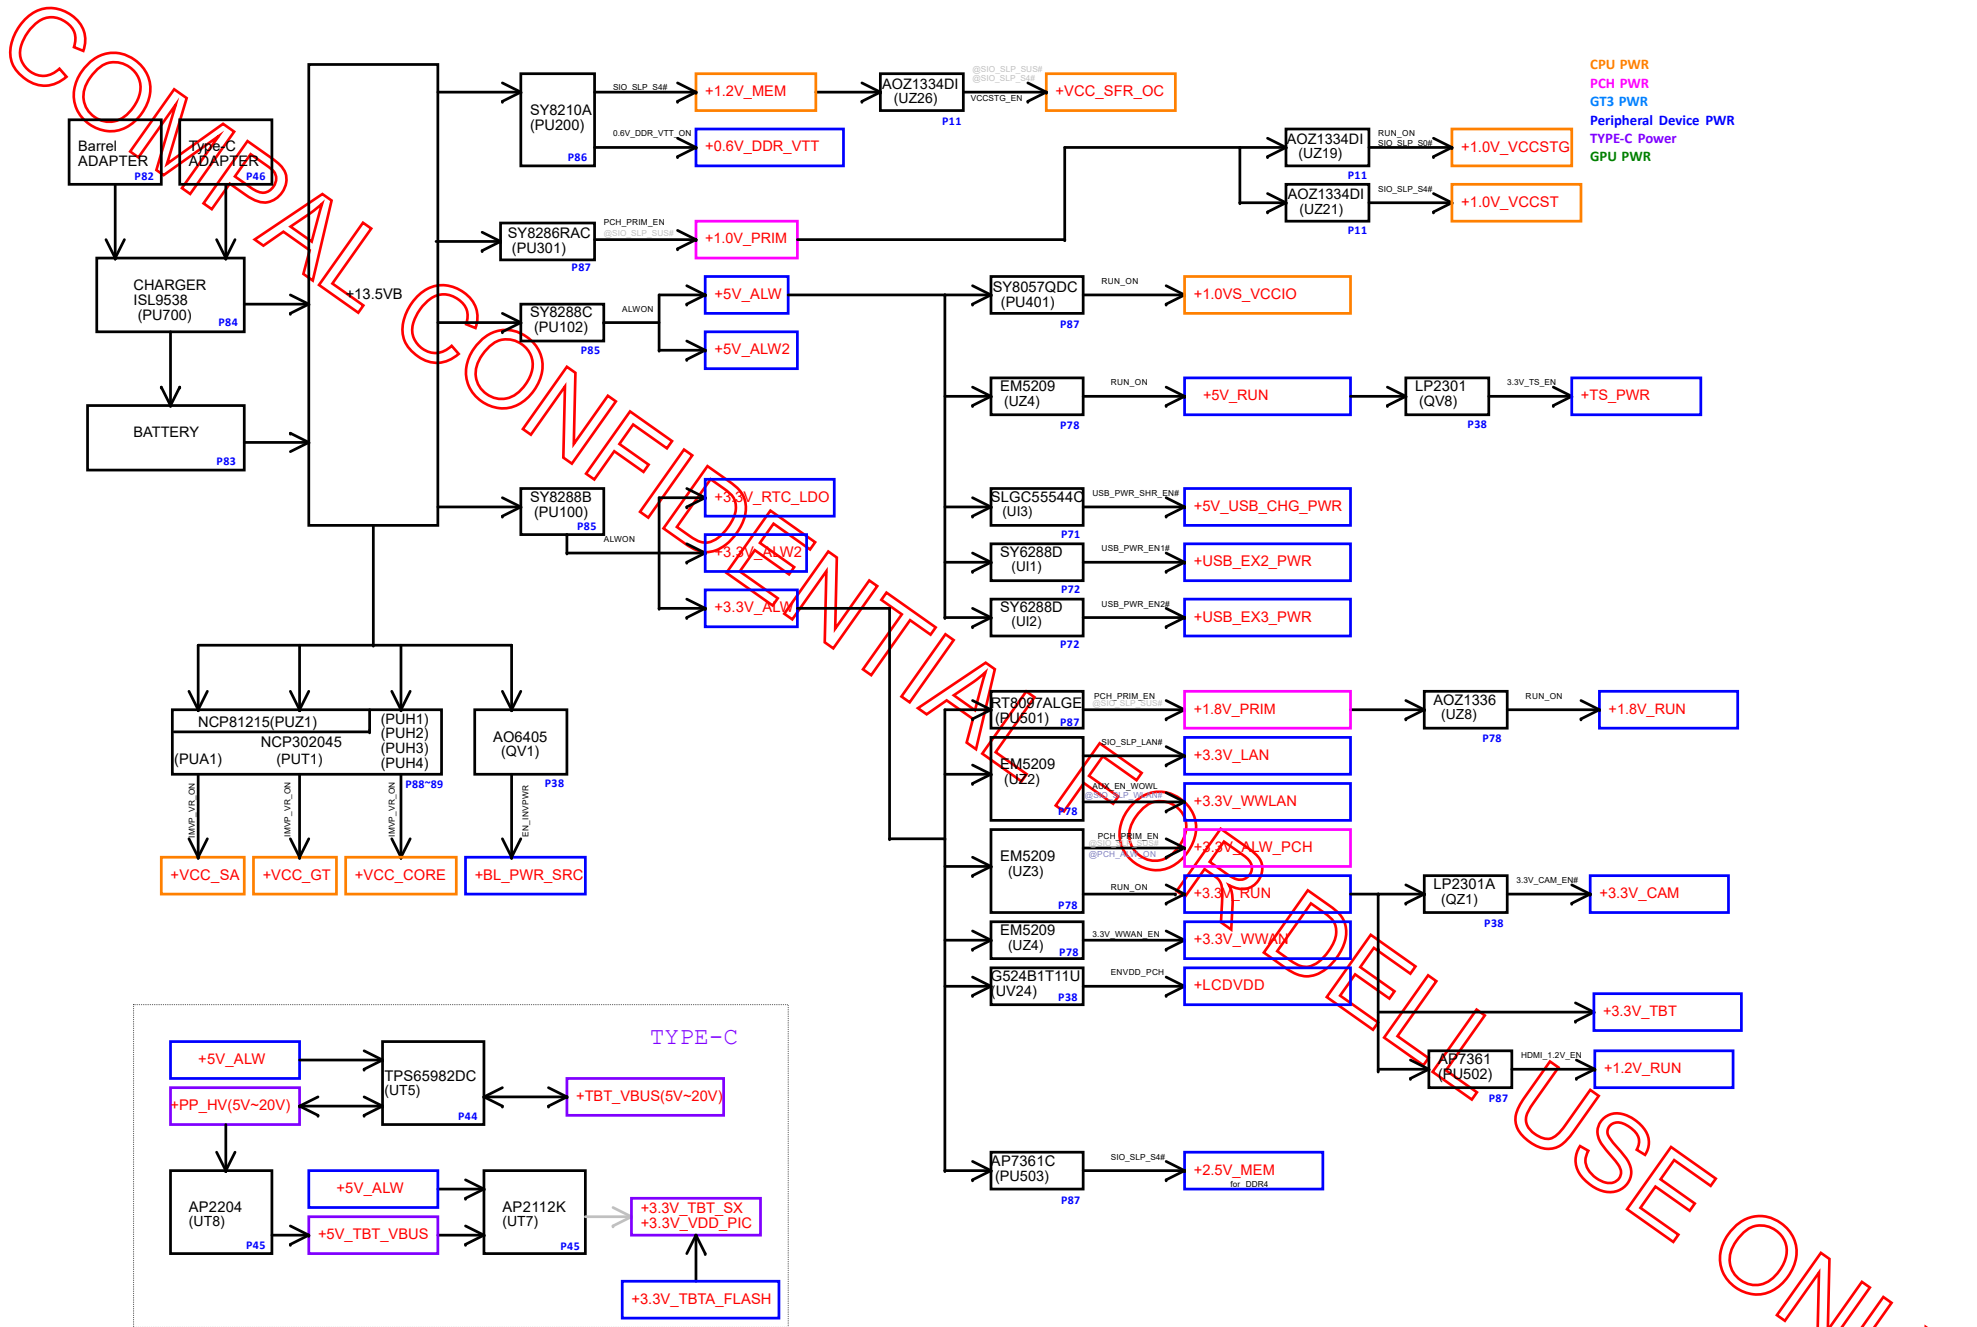 COMPAL CONFIDENTIAL FOR DELL USE ONL
CPU PWR
PCH PWR
GT3 PWR
Peripheral Device PWR
TYPE-C Power
GPU PWR
Barrel
ADAPTER
P82
Type-C
ADAPTER
P46
CHARGER
ISL9538
(PU700)
P84
BATTERY
P83
+13.5VB
SY8210A
(PU200)
P86
SIO_SLP_S4#
+1.2V_MEM
0.6V_DDR_VTT_ON
+0.6V_DDR_VTT
AOZ1334DI
(UZ26)
P11
@SIO_SLP_SUS#
@SIO_SLP_S4#
VCCSTG_EN
+VCC_SFR_OC
SY8286RAC
(PU301)
P87
PCH_PRIM_EN
@SIO_SLP_SUS#
+1.0V_PRIM
AOZ1334DI
(UZ19)
P11
RUN_ON
SIO_SLP_S0#
+1.0V_VCCSTG
AOZ1334DI
(UZ21)
P11
SIO_SLP_S4#
+1.0V_VCCST
SY8288C
(PU102)
P85
ALWON
+5V_ALW
+5V_ALW2
SY8057QDC
(PU401)
P87
RUN_ON
+1.0VS_VCCIO
EM5209
(UZ4)
P78
RUN_ON
+5V_RUN
LP2301
(QV8)
P38
3.3V_TS_EN
+TS_PWR
SY8288B
(PU100)
P85
ALWON
+3.3V_RTC_LDO
+3.3V_ALW2
+3.3V_ALW
SLGC55544C
(UI3)
P71
USB_PWR_SHR_EN#
+5V_USB_CHG_PWR
SY6288D
(UI1)
P72
USB_PWR_EN1#
+USB_EX2_PWR
SY6288D
(UI2)
P72
USB_PWR_EN2#
+USB_EX3_PWR
RT8097ALGE
(PU501)
P87
PCH_PRIM_EN
@SIO_SLP_SUS#
+1.8V_PRIM
AOZ1336
(UZ8)
P78
RUN_ON
+1.8V_RUN
EM5209
(UZ2)
P78
SIO_SLP_LAN#
+3.3V_LAN
AUX_EN_WOWL
@SIO_SLP_WLAN#
+3.3V_WWLAN
EM5209
(UZ3)
P78
PCH_PRIM_EN
@SIO_SLP_SUS#
@PCH_ALW_ON
+3.3V_ALW_PCH
RUN_ON
+3.3V_RUN
LP2301A
(QZ1)
P38
3.3V_CAM_EN#
+3.3V_CAM
EM5209
(UZ4)
P78
3.3V_WWAN_EN
+3.3V_WWAN
G524B1T11U
(UV24)
P38
ENVDD_PCH
+LCDVDD
+3.3V_TBT
AP7361
(PU502)
P87
HDMI_1.2V_EN
+1.2V_RUN
AP7361C
(PU503)
P87
SIO_SLP_S4#
+2.5V_MEM
for DDR4
NCP81215(PUZ1)
NCP302045
(PUA1)
(PUT1)
(PUH1)
(PUH2)
(PUH3)
(PUH4)
P88~89
AO6405
(QV1)
P38
IMVP_VR_ON
IMVP_VR_ON
IMVP_VR_ON
EN_INVPWR
+VCC_SA
+VCC_GT
+VCC_CORE
+BL_PWR_SRC
TYPE-C
+5V_ALW
+PP_HV(5V~20V)
TPS65982DC
(UT5)
P44
+TBT_VBUS(5V~20V)
AP2204
(UT8)
P45
+5V_ALW
+5V_TBT_VBUS
AP2112K
(UT7)
P45
+3.3V_TBT_SX
+3.3V_VDD_PIC
+3.3V_TBTA_FLASH